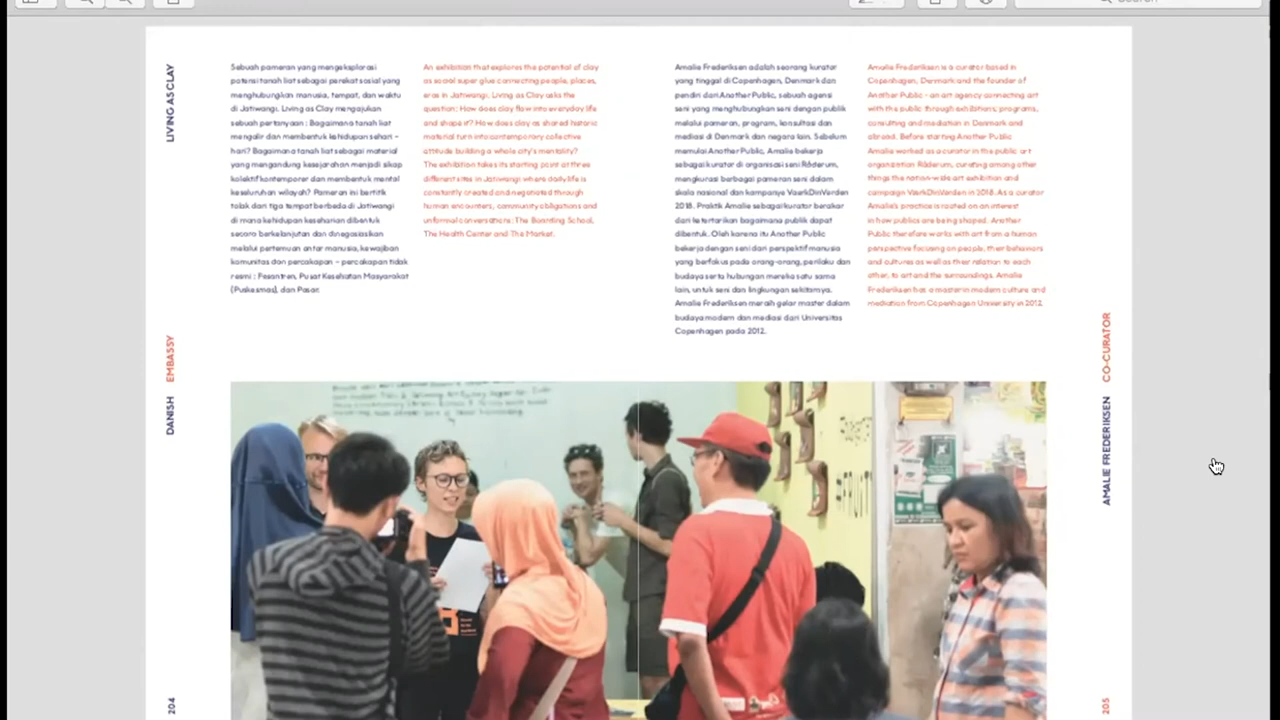 Search
LIVING AS CLAY
Sebuah pameran yang mengeksplorasi
potensi tanah liat sebagai perekat sosial yang
menghubungkan manusia, tempat, dan waktu
di Jatiwangi. Living as Clay mengajukan
sebuah pertanyaan : Bagaimana tanah liat
mengalir dan membentuk kehidupan sehari –
hari? Bagaimana tanah liat sebagai material
yang mengandung kesejarahan menjadi sikap
kolektif kontemporer dan membentuk mental
keseluruhan wilayah? Pameran ini bertitik
tolak dari tiga tempat berbeda di Jatiwangi
di mana kehidupan keseharian dibentuk
secara berkelanjutan dan dinegosiasikan
melalui pertemuan antar manusia, kewajiban
komunitas dan percakapan – percakapan tidak
resmi : Pesantren, Pusat Kesehatan Masyarakat
(Puskesmas), dan Pasar.
An exhibition that explores the potential of clay
as social super glue connecting people, places,
eras in Jatiwangi. Living as Clay asks the
question: How does clay flow into everyday life
and shape it? How does clay as shared historic
material turn into contemporary collective
attitude building a whole city's mentality?
The exhibition takes its starting point at three
different sites in Jatiwangi where daily life is
constantly created and negotiated through
human encounters, community obligations and
unformal conversations: The Boarding School,
The Health Center and The Market.
Amalie Frederiksen adalah seorang kurator
yang tinggal di Copenhagen, Denmark dan
pendiri dari Another Public, sebuah agensi
seni yang menghubungkan seni dengan publik
melalui pameran, program, konsultasi dan
mediasi di Denmark dan negara lain. Sebelum
memulai Another Public, Amalie bekerja
sebagai kurator di organisasi seni Råderum,
mengkurasi berbagai pameran seni dalam
skala nasional dan kampanye VaerkDinVerden
2018. Praktik Amalie sebagai kurator berakar
dari ketertarikan bagaimana publik dapat
dibentuk. Oleh karena itu Another Public
bekerja dengan seni dari perspektif manusia
yang berfokus pada orang-orang, perilaku dan
budaya serta hubungan mereka satu sama
lain, untuk seni dan lingkungan sekitarnya.
Amalie Frederiksen meraih gelar master dalam
budaya modern dan mediasi dari Universitas
Copenhagen pada 2012.
Amalie Frederiksen is a curator based in
Copenhagen, Denmark and the founder of
Another Public – an art agency connecting art
with the public through exhibitions, programs,
consulting and mediation in Denmark and
abroad. Before starting Another Public
Amalie worked as a curator in the public art
organization Råderum, curating among other
things the nation-wide art exhibition and
campaign VaerkDinVerden in 2018. As a curator
Amalie's practice is rooted on an interest
in how publics are being shaped. Another
Public therefore works with art from a human
perspective focusing on people, their behaviors
and cultures as well as their relation to each
other, to art and the surroundings. Amalie
Frederiksen has a master in modern culture and
mediation from Copenhagen University in 2012.
DANISH EMBASSY
AMALIE FREDERIKSEN CO-CURATOR
FRUIT
204
205